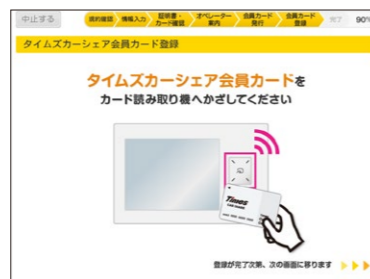 中止する
規約確認
情報入力
証明書・
カード確認
オペレーター
案内
会員カード
発行
会員カード
登録
完了
90%
タイムズカーシェア会員カード登録
タイムズカーシェア会員カードを
カード読み取り機へかざしてください
Times
登録が完了次第、次の画面に移ります